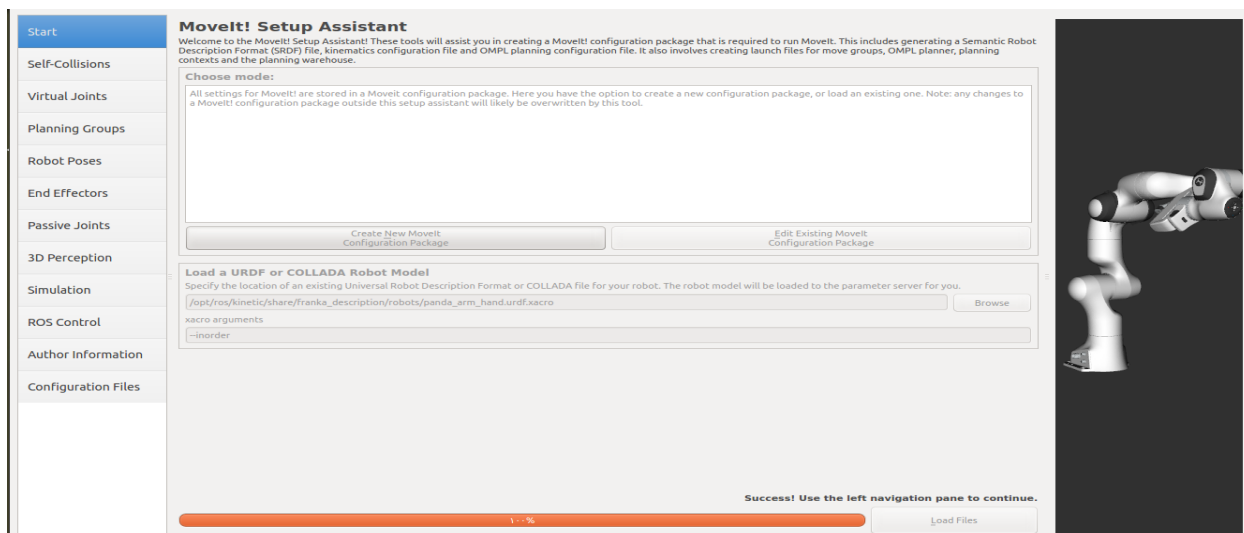 Start
Self-Collisions
Virtual Joints
Planning Groups
Robot Poses
End Effectors
Passive Joints
3D Perception
Simulation
ROS Control
Author Information
Configuration Files
MoveIt! Setup Assistant
Welcome to the MoveIt! Setup Assistant! These tools will assist you in creating a MoveIt! configuration package that is required to run MoveIt. This includes generating a Semantic Robot
Description Format (SRDF) file, kinematics configuration file and OMPL planning configuration file. It also involves creating launch files for move groups, OMPL planner, planning
contexts and the planning warehouse.
Choose mode:
All settings for MoveIt! are stored in a Moveit configuration package. Here you have the option to create a new configuration package, or load an existing one. Note: any changes to
a MoveIt! configuration package outside this setup assistant will likely be overwritten by this tool.
Create New MoveIt
Configuration Package
Edit Existing MoveIt
Configuration Package
Load a URDF or COLLADA Robot Model
Specify the location of an existing Universal Robot Description Format or COLLADA file for your robot. The robot model will be loaded to the parameter server for you.
/opt/ros/kinetic/share/franka_description/robots/panda_arm_hand.urdf.xacro
Browse
xacro arguments
--inorder
Success! Use the left navigation pane to continue.
١٠٠%
Load Files